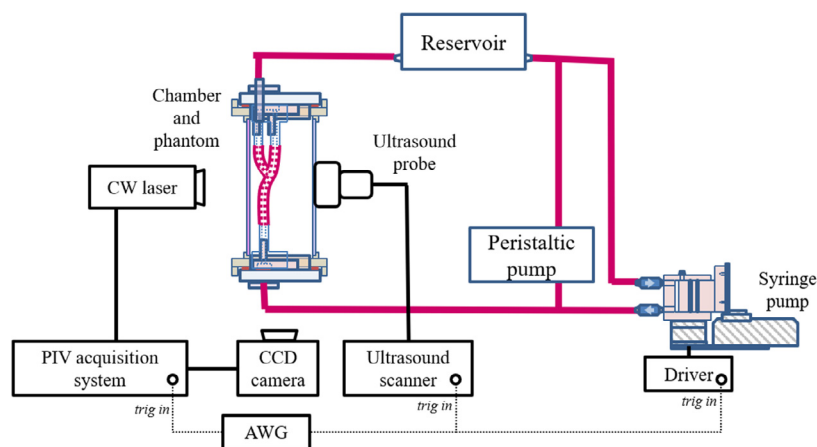 Reservoir
Chamber
and
phantom
Ultrasound
probe
CW laser
Peristaltic
pump
Syringe
pump
PIV acquisition
system
trig in
CCD
camera
Ultrasound
scanner
trig in
Driver
trig in
AWG